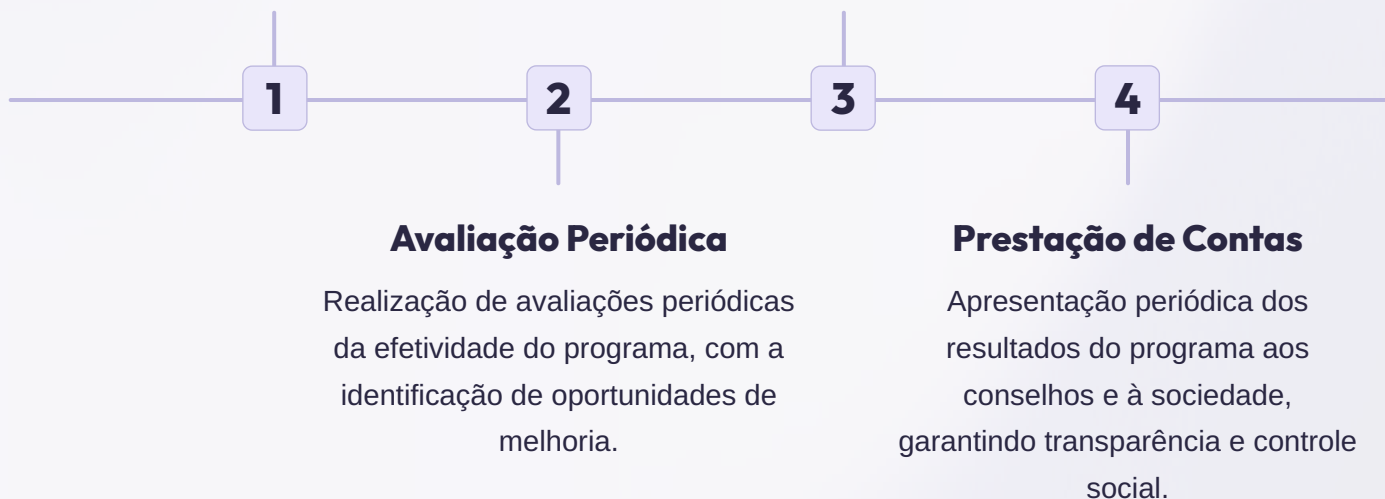 1
2
3
4
Avaliação Periódica
Realização de avaliações periódicas
da efetividade do programa, com a
identificação de oportunidades de
melhoria.
Prestação de Contas
Apresentação periódica dos
resultados do programa aos
conselhos e à sociedade,
garantindo transparência e controle
social.